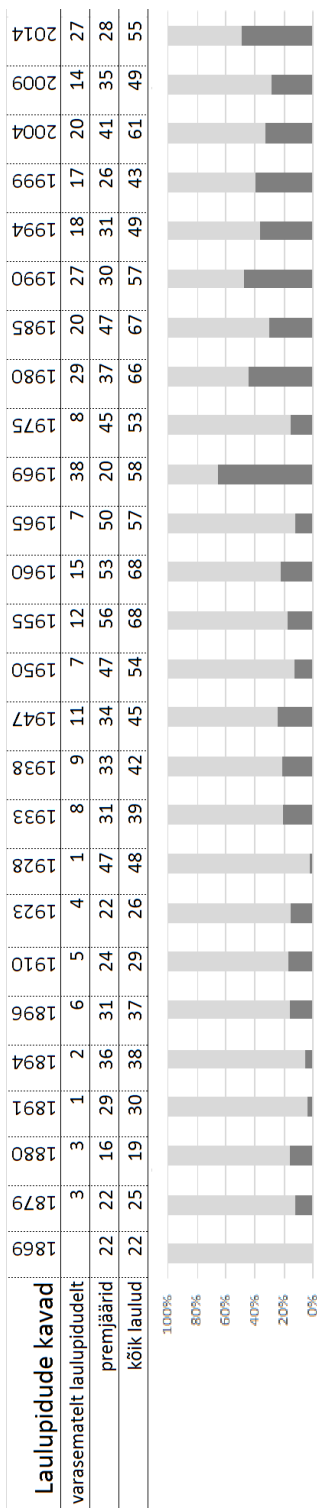 Laulupidude kavad 1869 1879 1880 1891 1894 1896 1910 1923 1928 1933 1938 1947 1950 1955 1960 1965 1969 1975 1980 1985 1990 1994 1999 2004 2009 2014
varasematelt laulupidudelt 3 3 1 2 6 5 4 1 8 9 11 7 12 15 7 38 8 29 20 27 18 17 20 14 27
premjäärid 22 22 16 29 36 31 24 22 47 31 33 34 47 56 53 50 20 45 37 47 30 31 26 41 35 28
kõik laulud 22 25 19 30 38 37 29 26 48 39 42 45 54 68 68 57 58 53 66 67 57 49 43 61 49 55
100%
80%
60%
40%
20%
0%